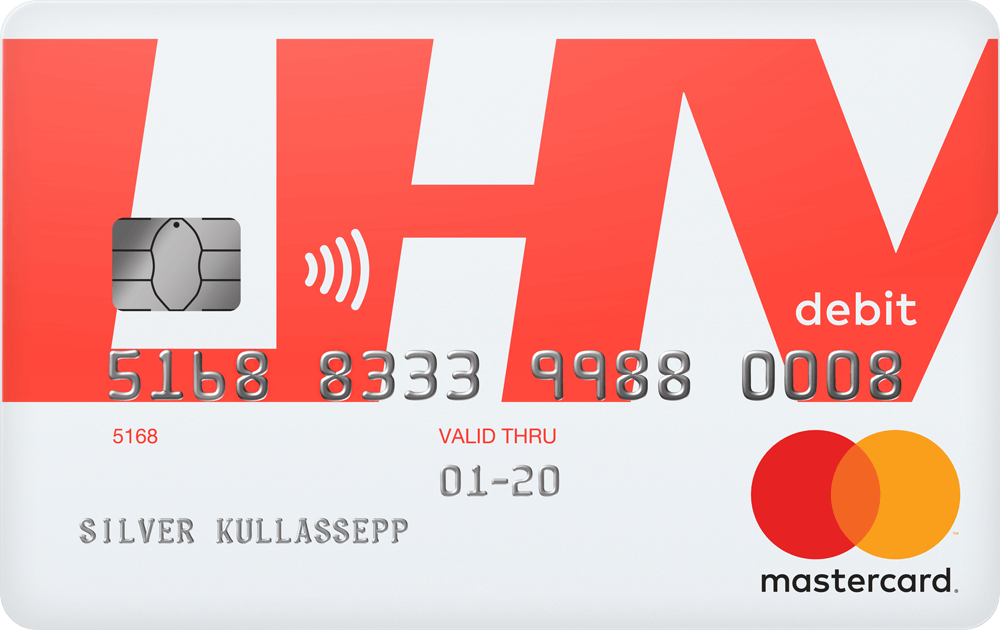 LHV
debit
5168 8333 9988 0008
5168 VALID THRU
01-20
SILVER KULLASSEPP
mastercard.